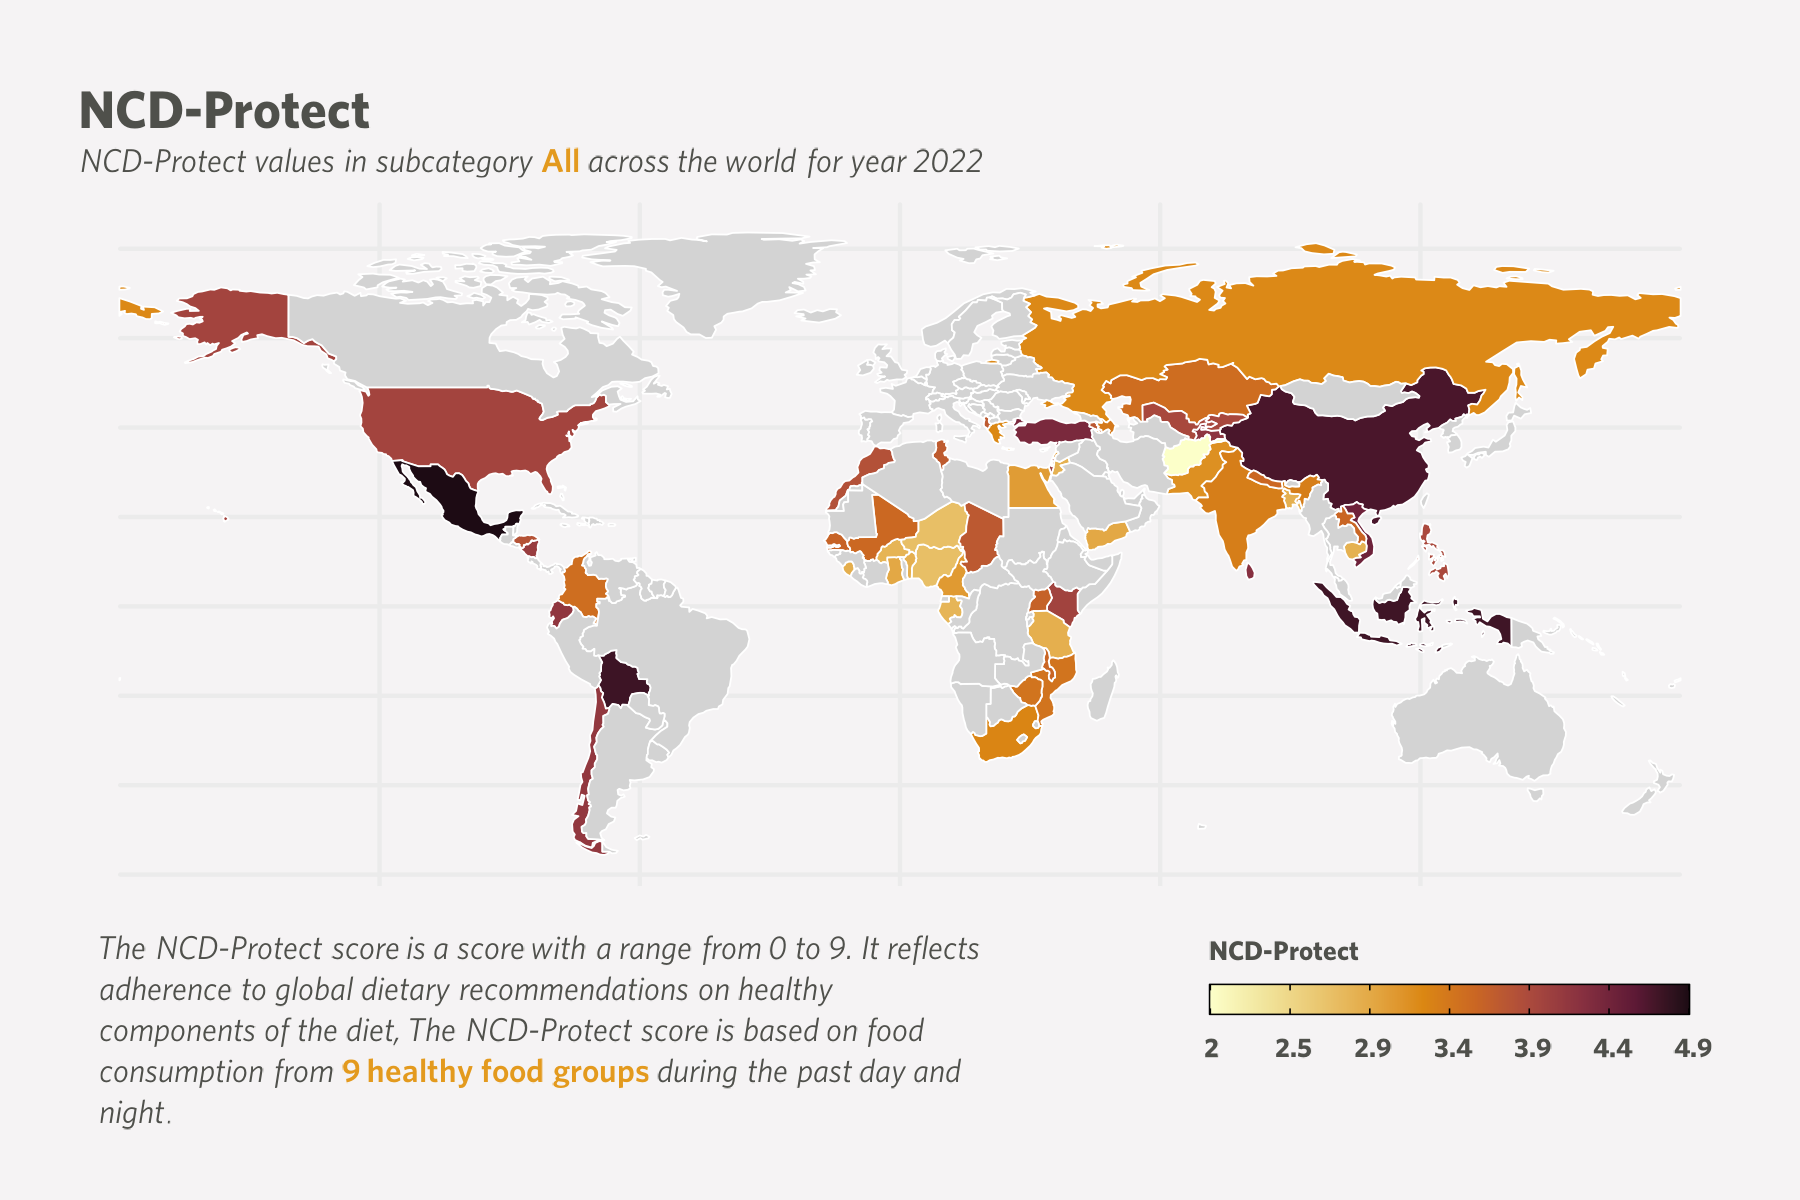 NCD-Protect
NCD-Protect values in subcategory All across the world for year 2022
The NCD-Protect score is a score with a range from 0 to 9. It reflects
adherence to global dietary recommendations on healthy
components of the diet, The NCD-Protect score is based on food
consumption from 9 healthy food groups during the past day and
night.
NCD-Protect
2 2.5 2.9 3.4 3.9 4.4 4.9